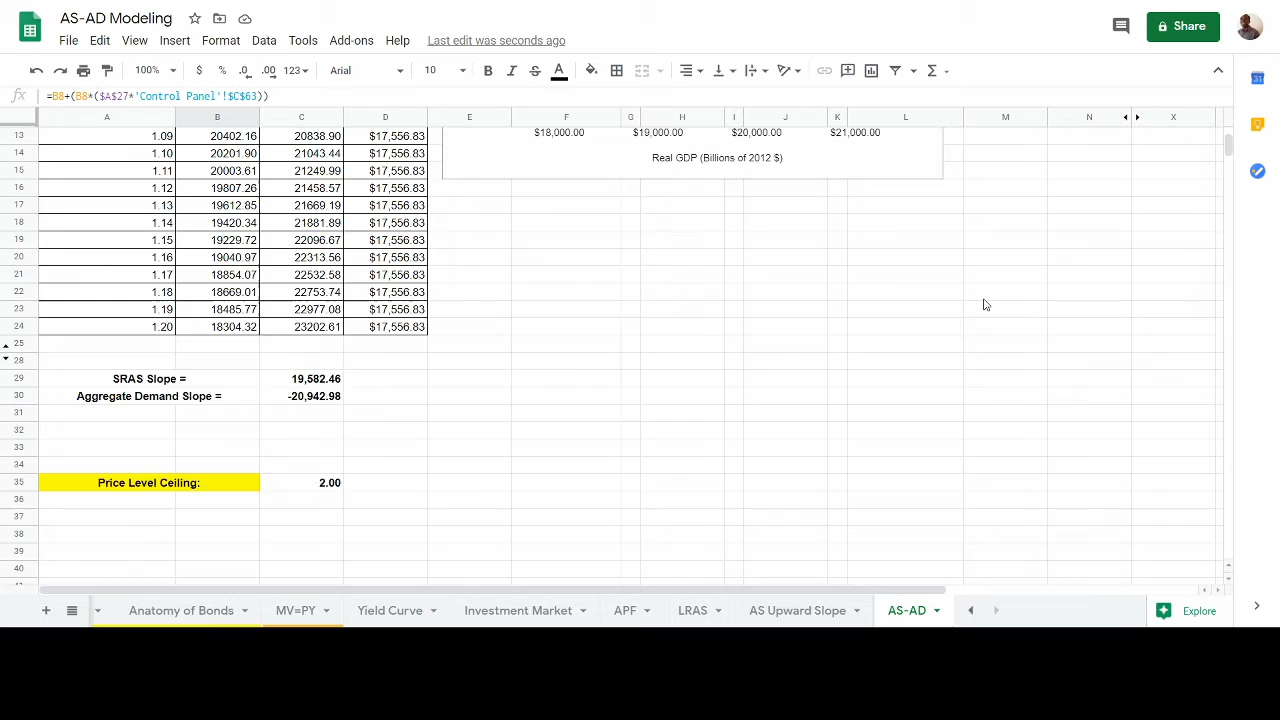 AS-AD Modeling
Share
File Edit View Insert Format Data Tools Add-ons Help Last edit was seconds ago
100% $ % .0 .00 123 Arial 10 B I S A Σ
fx =B8+(B8*($A$27*'Control Panel'!$C$63))
A B C D E F G H I J K L M N X
13 1.09 20402.16 20838.90 $17,556.83 $18,000.00 $19,000.00 $20,000.00 $21,000.00
14 1.10 20201.90 21043.44 $17,556.83 Real GDP (Billions of 2012 $)
15 1.11 20003.61 21249.99 $17,556.83
16 1.12 19807.26 21458.57 $17,556.83
17 1.13 19612.85 21669.19 $17,556.83
18 1.14 19420.34 21881.89 $17,556.83
19 1.15 19229.72 22096.67 $17,556.83
20 1.16 19040.97 22313.56 $17,556.83
21 1.17 18854.07 22532.58 $17,556.83
22 1.18 18669.01 22753.74 $17,556.83
23 1.19 18485.77 22977.08 $17,556.83
24 1.20 18304.32 23202.61 $17,556.83
25
28
29 SRAS Slope = 19,582.46
30 Aggregate Demand Slope = -20,942.98
31
32
33
34
35 Price Level Ceiling: 2.00
36
37
38
39
40
Anatomy of Bonds MV=PY Yield Curve Investment Market APF LRAS AS Upward Slope AS-AD Explore